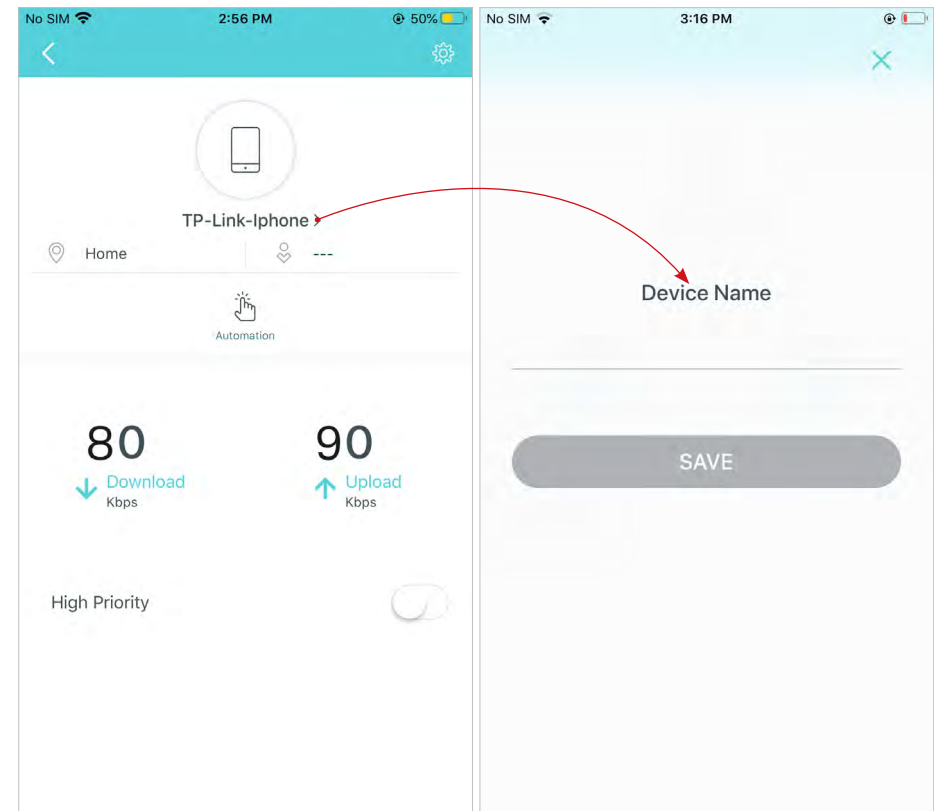 No SIM 2:56 PM 50%
TP-Link-Iphone >
Home ---
Automation
80 90
Download Upload
Kbps Kbps
High Priority
No SIM 3:16 PM
Device Name
SAVE